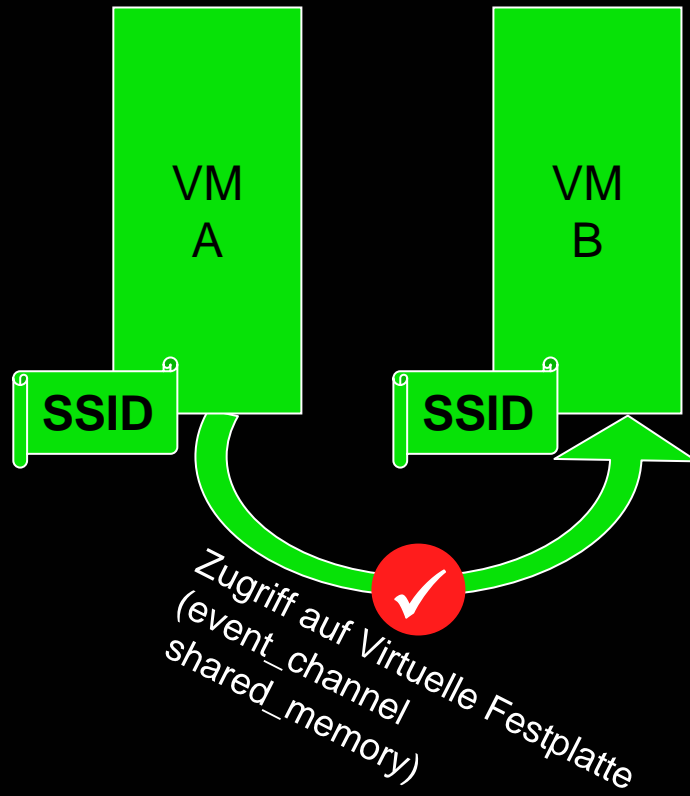 VM
A
VM
B
SSID
SSID
Zugriff auf Virtuelle Festplatte
(event_channel
shared_memory)